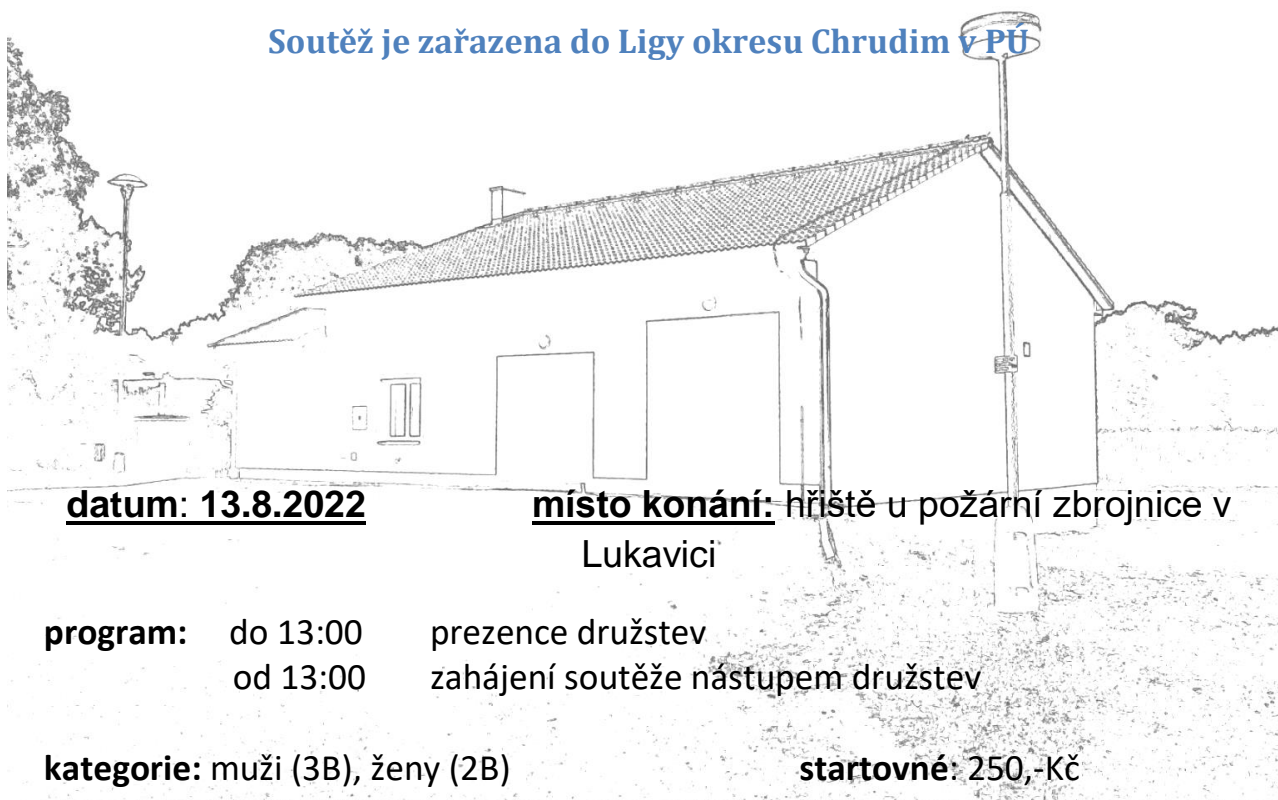 Soutěž je zařazena do Ligy okresu Chrudim v PÚ
datum: 13.8.2022 místo konání: hřiště u požární zbrojnice v
Lukavici
program: do 13:00 prezence družstev
od 13:00 zahájení soutěže nástupem družstev
kategorie: muži (3B), ženy (2B) startovné: 250,-Kč